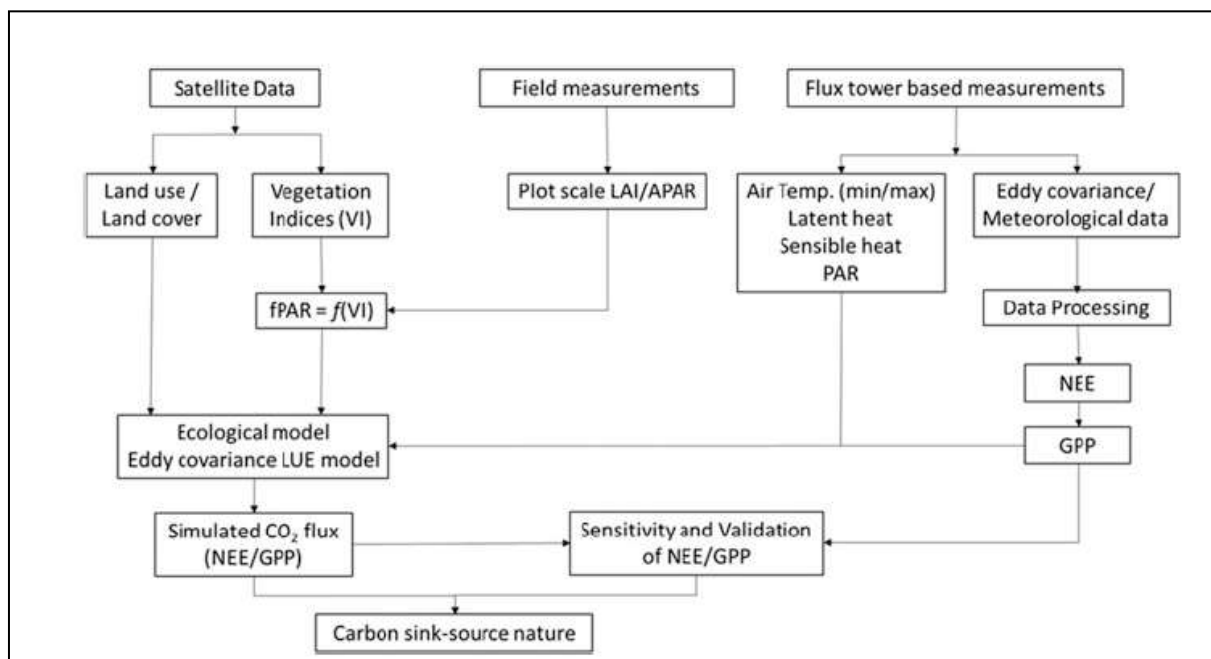 Satellite Data
Field measurements
Flux tower based measurements
Land use /
Land cover
Vegetation
Indices (VI)
Plot scale LAI/APAR
Air Temp. (min/max)
Latent heat
Sensible heat
PAR
Eddy covariance/
Meteorological data
fPAR = f(VI)
Data Processing
NEE
GPP
Ecological model
Eddy covariance LUE model
Simulated CO₂ flux
(NEE/GPP)
Sensitivity and Validation
of NEE/GPP
Carbon sink-source nature